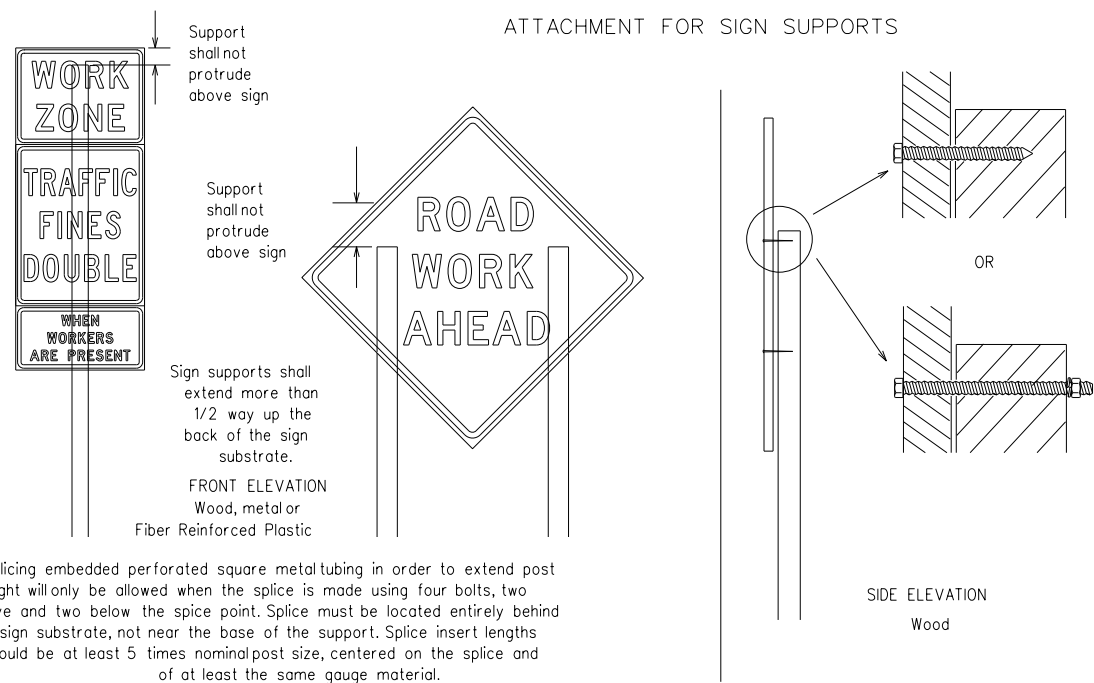 ATTACHMENT FOR SIGN SUPPORTS
Support
shall not
protrude
above sign
WORK
ZONE
TRAFFIC
FINES
DOUBLE
WHEN
WORKERS
ARE PRESENT
Support
shall not
protrude
above sign
ROAD
WORK
AHEAD
Sign supports shall
extend more than
1/2 way up the
back of the sign
substrate.
FRONT ELEVATION
Wood, metal or
Fiber Reinforced Plastic
OR
SIDE ELEVATION
Wood
licing embedded perforated square metal tubing in order to extend post
ght will only be allowed when the splice is made using four bolts, two
ve and two below the spice point. Splice must be located entirely behind
sign substrate, not near the base of the support. Splice insert lengths
ould be at least 5 times nominal post size, centered on the splice and
of at least the same gauge material.